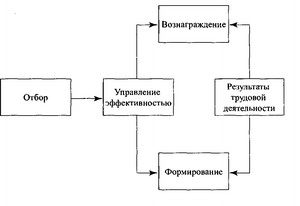 Вознаграждение
Отбор
Управление
эффективностью
Результаты
трудовой
деятельности
Формирование